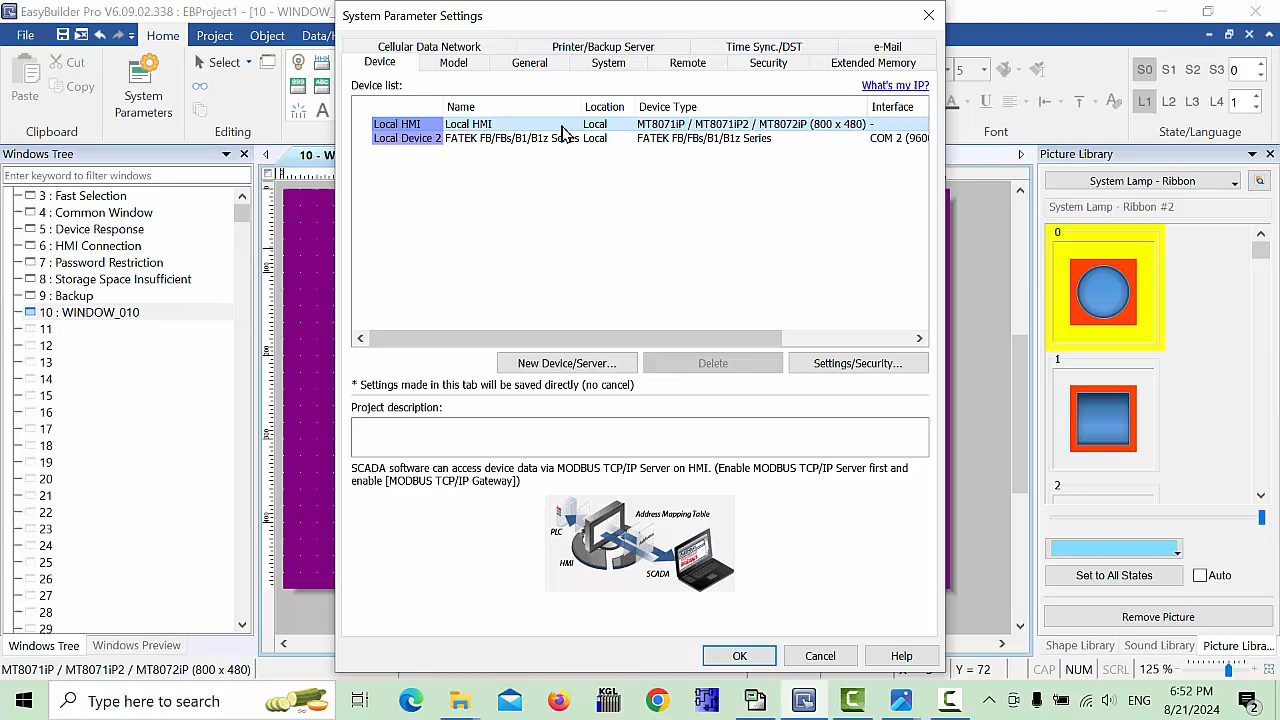 EasyBuilder Pro V6.09.02.338 : EBProject1 - [10 - WINDOW_
System Parameter Settings
File Home Project Object Data/H
Cellular Data Network Printer/Backup Server Time Sync./DST e-Mail
Device Model General System Remote Security Extended Memory
Paste Cut Copy
System Parameters
Select
Clipboard Editing
5
S0 S1 S2 S3 0
L1 L2 L3 L4 1
Font State/Language
Device list: What's my IP?
Name Location Device Type Interface
Local HMI Local HMI Local MT8071iP / MT8071iP2 / MT8072iP (800 x 480) -
Local Device 2 FATEK FB/FBs/B1/B1z Series Local FATEK FB/FBs/B1/B1z Series COM 2 (960
Windows Tree
10 - W
Picture Library
Enter keyword to filter windows
System Lamp - Ribbon
System Lamp - Ribbon #2
3 : Fast Selection
4 : Common Window
5 : Device Response
6 : HMI Connection
7 : Password Restriction
8 : Storage Space Insufficient
9 : Backup
10 : WINDOW_010
11
12
13
14
15
16
17
18
19
20
21
22
23
24
25
26
27
28
29
0
1
2
New Device/Server... Delete Settings/Security...
* Settings made in this tab will be saved directly (no cancel)
Project description:
SCADA software can access device data via MODBUS TCP/IP Server on HMI. (Enable MODBUS TCP/IP Server first and
enable [MODBUS TCP/IP Gateway])
Address Mapping Table
PLC
HMI
SCADA
Set to All States Auto
Remove Picture
Windows Tree Windows Preview
Shape Library Sound Library Picture Libra...
OK Cancel Help
MT8071iP / MT8071iP2 / MT8072iP (800 x 480)
Y = 72 CAP NUM SCRL 125 %
Type here to search
KGL
ENG
6:52 PM
8/21/2024
2